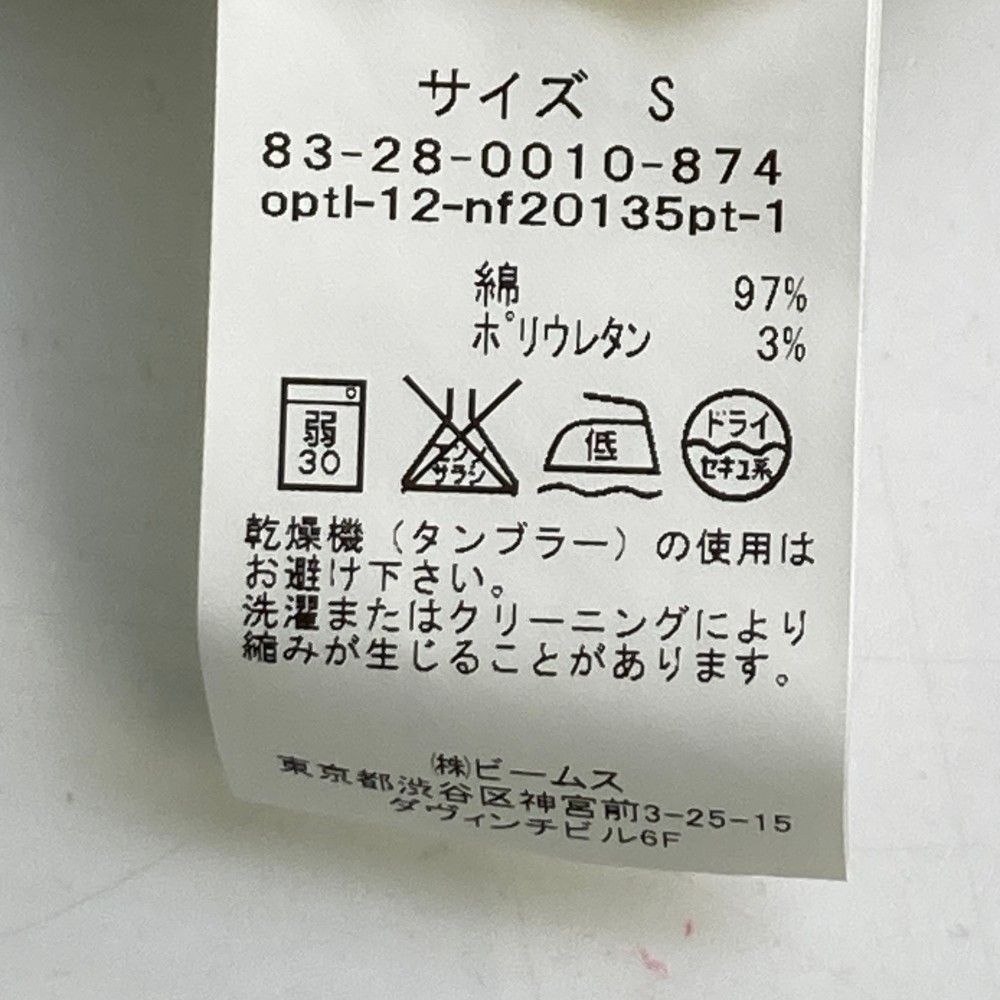 サイズ S
83-28-0010-874
optl-12-nf20135pt-1
綿 97%
ポリウレタン 3%
弱
30
エンソ
サラシ
低
ドライ
セキユ系
乾燥機(タンブラー)の使用は
お避け下さい。
洗濯またはクリーニングにより
縮みが生じることがあります。
㈱ビームス
東京都渋谷区神宮前3-25-15
ダヴィンチビル6F